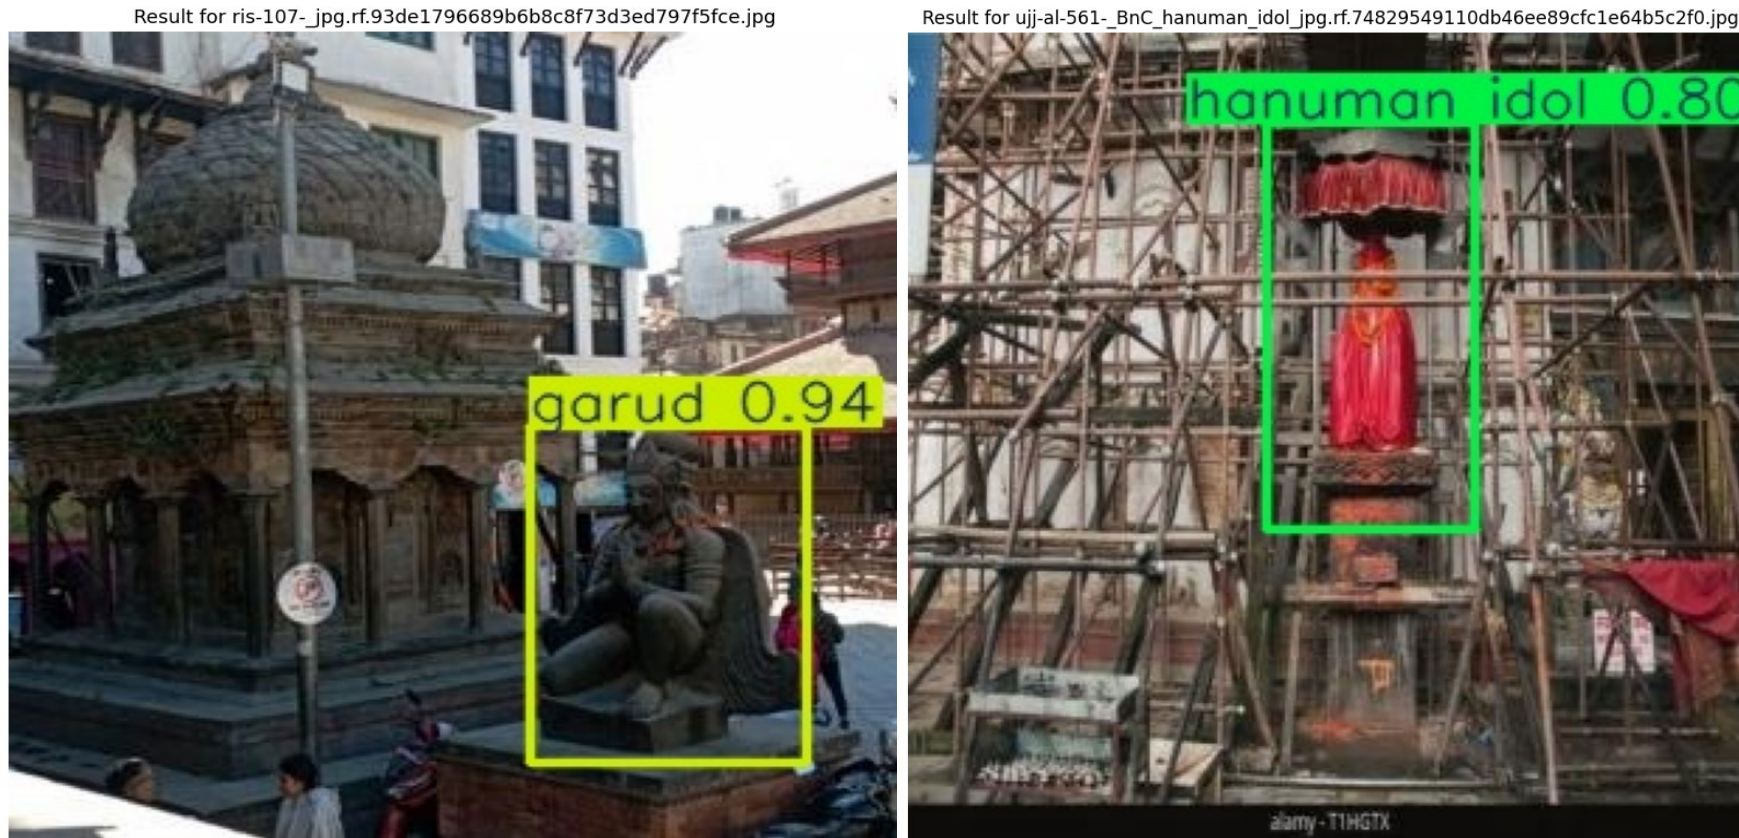 Result for ris-107-_jpg.rf.93de1796689b6b8c8f73d3ed797f5fce.jpg
Result for ujj-al-561-_BnC_hanuman_idol_jpg.rf.74829549110db46ee89cfc1e64b5c2f0.jpg
hanuman idol 0.80
garud 0.94
alamy - T1HGTX